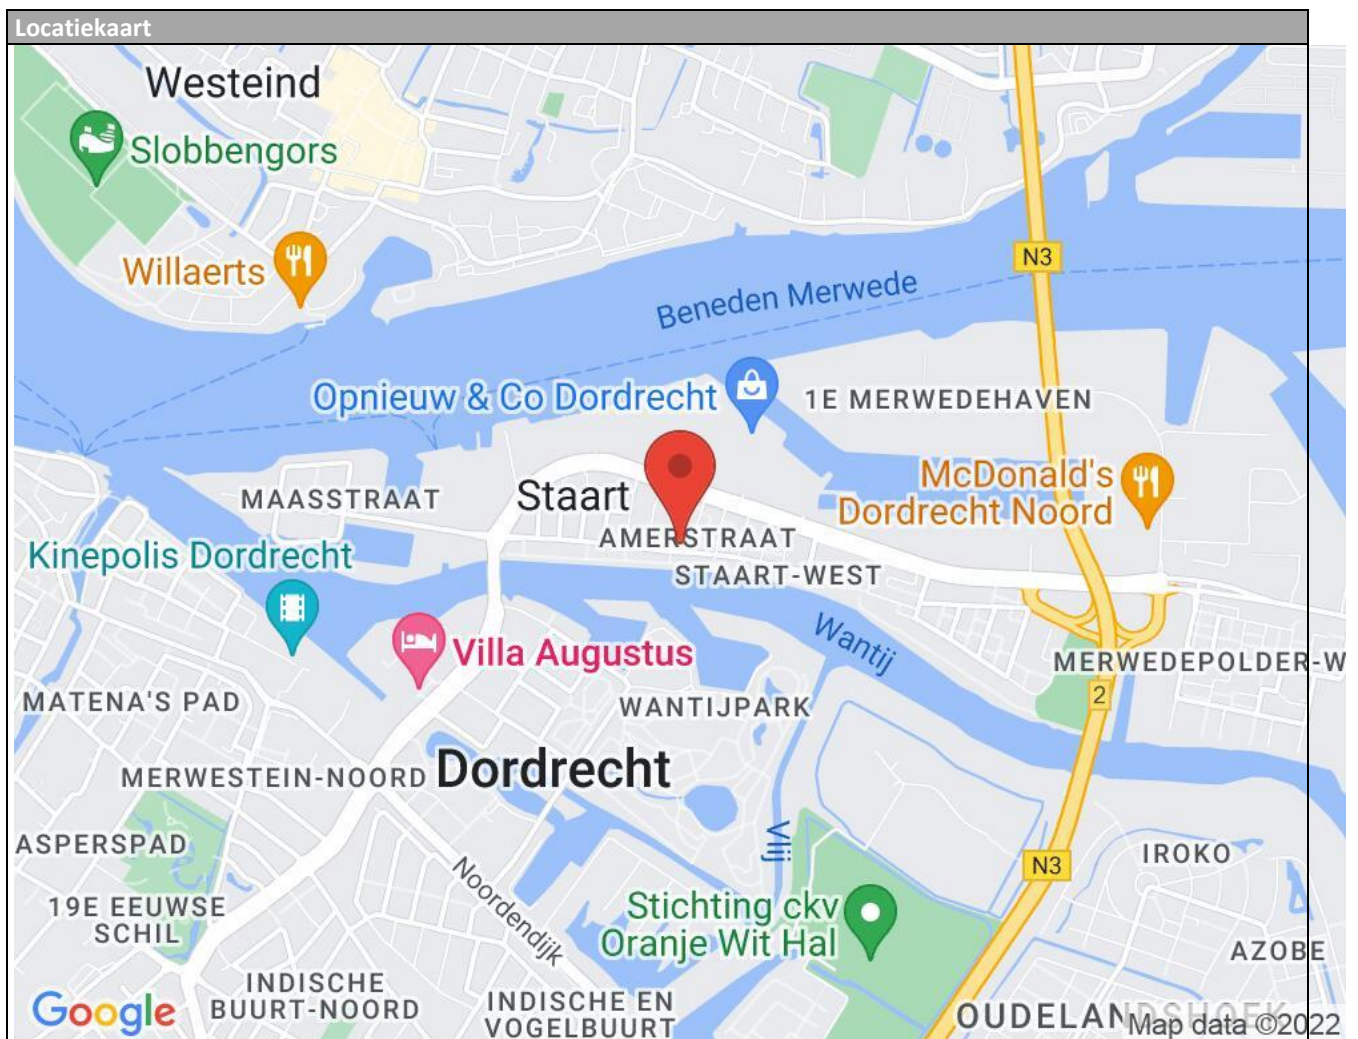 Locatiekaart
Westeind
Slobbengors
Willaerts
N3
Beneden Merwede
Opnieuw & Co Dordrecht
1E MERWEDEHAVEN
McDonald's
Dordrecht Noord
MAASSTRAAT
Staart
AMERSTRAAT
STAART-WEST
Kinepolis Dordrecht
Villa Augustus
Wantij
MERWEDEPOLDER-W
2
MATENA'S PAD
WANTIJPARK
MERWESTEIN-NOORD
Dordrecht
Vlij
ASPERSPAD
N3
IROKO
19E EEUWSE
SCHIL
Noordendijk
Stichting ckv
Oranje Wit Hal
AZOBE
INDISCHE
BUURT-NOORD
INDISCHE EN
VOGELBUURT
OUDELANDSHOEK
Google
Map data ©2022